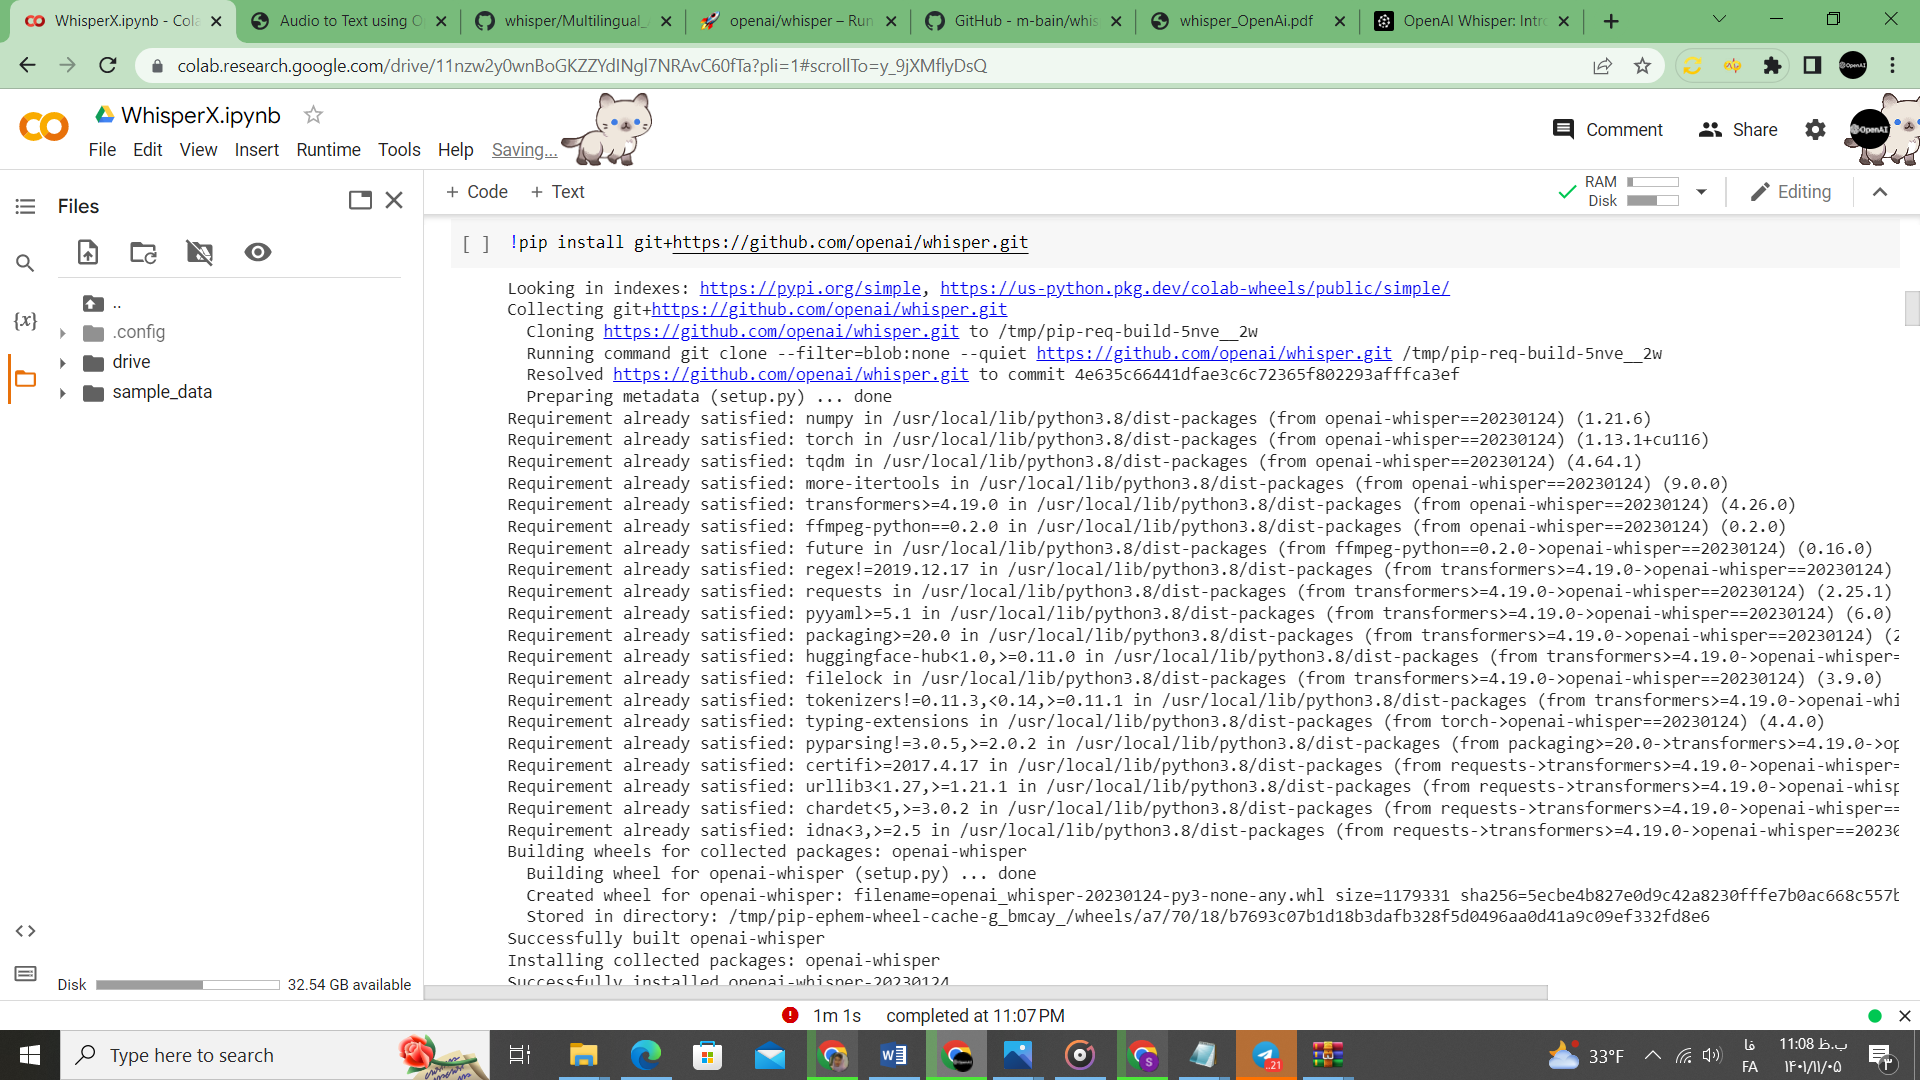 WhisperX.ipynb - Cola
Audio to Text using O
whisper/Multilingual_
openai/whisper – Run
GitHub - m-bain/whis
whisper_OpenAi.pdf
OpenAI Whisper: Intro
colab.research.google.com/drive/11nzw2y0wnBoGKZZYdINgl7NRAvC60fTa?pli=1#scrollTo=y_9jXMflyDsQ
WhisperX.ipynb
Comment
Share
File Edit View Insert Runtime Tools Help Saving...
Files
+ Code + Text
RAM
Disk
Editing
..
.config
drive
sample_data
{x}
[ ] !pip install git+https://github.com/openai/whisper.git
Looking in indexes: https://pypi.org/simple, https://us-python.pkg.dev/colab-wheels/public/simple/
Collecting git+https://github.com/openai/whisper.git
Cloning https://github.com/openai/whisper.git to /tmp/pip-req-build-5nve__2w
Running command git clone --filter=blob:none --quiet https://github.com/openai/whisper.git /tmp/pip-req-build-5nve__2w
Resolved https://github.com/openai/whisper.git to commit 4e635c66441dfae3c6c72365f802293afffca3ef
Preparing metadata (setup.py) ... done
Requirement already satisfied: numpy in /usr/local/lib/python3.8/dist-packages (from openai-whisper==20230124) (1.21.6)
Requirement already satisfied: torch in /usr/local/lib/python3.8/dist-packages (from openai-whisper==20230124) (1.13.1+cu116)
Requirement already satisfied: tqdm in /usr/local/lib/python3.8/dist-packages (from openai-whisper==20230124) (4.64.1)
Requirement already satisfied: more-itertools in /usr/local/lib/python3.8/dist-packages (from openai-whisper==20230124) (9.0.0)
Requirement already satisfied: transformers>=4.19.0 in /usr/local/lib/python3.8/dist-packages (from openai-whisper==20230124) (4.26.0)
Requirement already satisfied: ffmpeg-python==0.2.0 in /usr/local/lib/python3.8/dist-packages (from openai-whisper==20230124) (0.2.0)
Requirement already satisfied: future in /usr/local/lib/python3.8/dist-packages (from ffmpeg-python==0.2.0->openai-whisper==20230124) (0.16.0)
Requirement already satisfied: regex!=2019.12.17 in /usr/local/lib/python3.8/dist-packages (from transformers>=4.19.0->openai-whisper==20230124)
Requirement already satisfied: requests in /usr/local/lib/python3.8/dist-packages (from transformers>=4.19.0->openai-whisper==20230124) (2.25.1)
Requirement already satisfied: pyyaml>=5.1 in /usr/local/lib/python3.8/dist-packages (from transformers>=4.19.0->openai-whisper==20230124) (6.0)
Requirement already satisfied: packaging>=20.0 in /usr/local/lib/python3.8/dist-packages (from transformers>=4.19.0->openai-whisper==20230124) (2
Requirement already satisfied: huggingface-hub<1.0,>=0.11.0 in /usr/local/lib/python3.8/dist-packages (from transformers>=4.19.0->openai-whisper=
Requirement already satisfied: filelock in /usr/local/lib/python3.8/dist-packages (from transformers>=4.19.0->openai-whisper==20230124) (3.9.0)
Requirement already satisfied: tokenizers!=0.11.3,<0.14,>=0.11.1 in /usr/local/lib/python3.8/dist-packages (from transformers>=4.19.0->openai-whi
Requirement already satisfied: typing-extensions in /usr/local/lib/python3.8/dist-packages (from torch->openai-whisper==20230124) (4.4.0)
Requirement already satisfied: pyparsing!=3.0.5,>=2.0.2 in /usr/local/lib/python3.8/dist-packages (from packaging>=20.0->transformers>=4.19.0->op
Requirement already satisfied: certifi>=2017.4.17 in /usr/local/lib/python3.8/dist-packages (from requests->transformers>=4.19.0->openai-whisper=
Requirement already satisfied: urllib3<1.27,>=1.21.1 in /usr/local/lib/python3.8/dist-packages (from requests->transformers>=4.19.0->openai-whisp
Requirement already satisfied: chardet<5,>=3.0.2 in /usr/local/lib/python3.8/dist-packages (from requests->transformers>=4.19.0->openai-whisper==
Requirement already satisfied: idna<3,>=2.5 in /usr/local/lib/python3.8/dist-packages (from requests->transformers>=4.19.0->openai-whisper==20230
Building wheels for collected packages: openai-whisper
Building wheel for openai-whisper (setup.py) ... done
Created wheel for openai-whisper: filename=openai_whisper-20230124-py3-none-any.whl size=1179331 sha256=5ecbe4b827e0d9c42a8230fffe7b0ac668c557b
Stored in directory: /tmp/pip-ephem-wheel-cache-g_bmcay_/wheels/a7/70/18/b7693c07b1d18b3dafb328f5d0496aa0d41a9c09ef332fd8e6
Successfully built openai-whisper
Installing collected packages: openai-whisper
Successfully installed openai-whisper-20230124
Disk 32.54 GB available
1m 1s completed at 11:07 PM
Type here to search
..21
33°F
فا
FA
11:08 ب.ظ
۱۴۰۱/۱۱/۰۵
۳